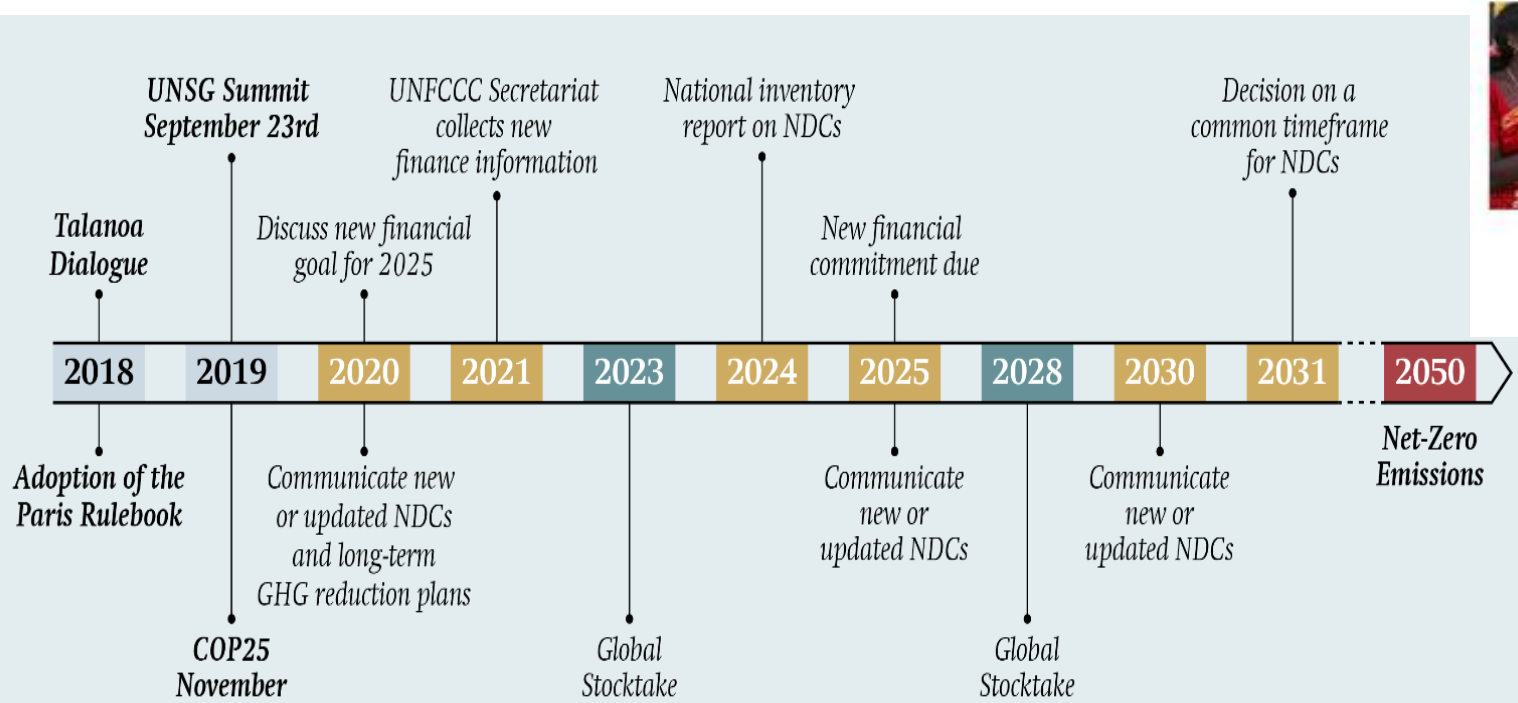 UNSG Summit
September 23rd
UNFCCC Secretariat
collects new
finance information
National inventory
report on NDCs
Decision on a
common timeframe
for NDCs
Talanoa
Dialogue
Discuss new financial
goal for 2025
New financial
commitment due
2018
2019
2020
2021
2023
2024
2025
2028
2030
2031
2050
Adoption of the
Paris Rulebook
Communicate new
or updated NDCs
and long-term
GHG reduction plans
Communicate
new or
updated NDCs
Communicate
new or
updated NDCs
Net-Zero
Emissions
COP25
November
Global
Stocktake
Global
Stocktake